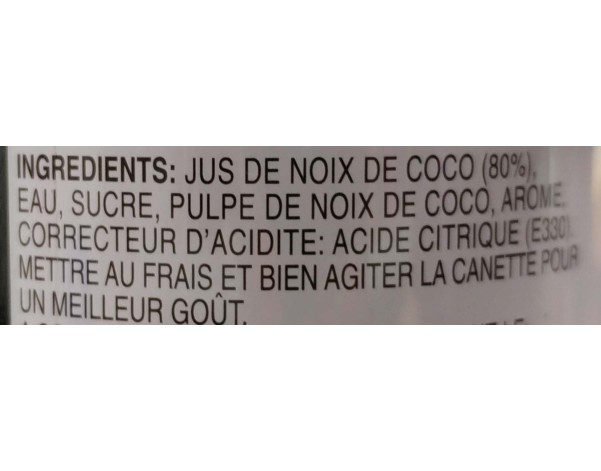 INGREDIENTS: JUS DE NOIX DE COCO (80%),
EAU, SUCRE, PULPE DE NOIX DE COCO, AROME,
CORRECTEUR D'ACIDITE: ACIDE CITRIQUE (E330).
METTRE AU FRAIS ET BIEN AGITER LA CANETTE POUR
UN MEILLEUR GOÛT.